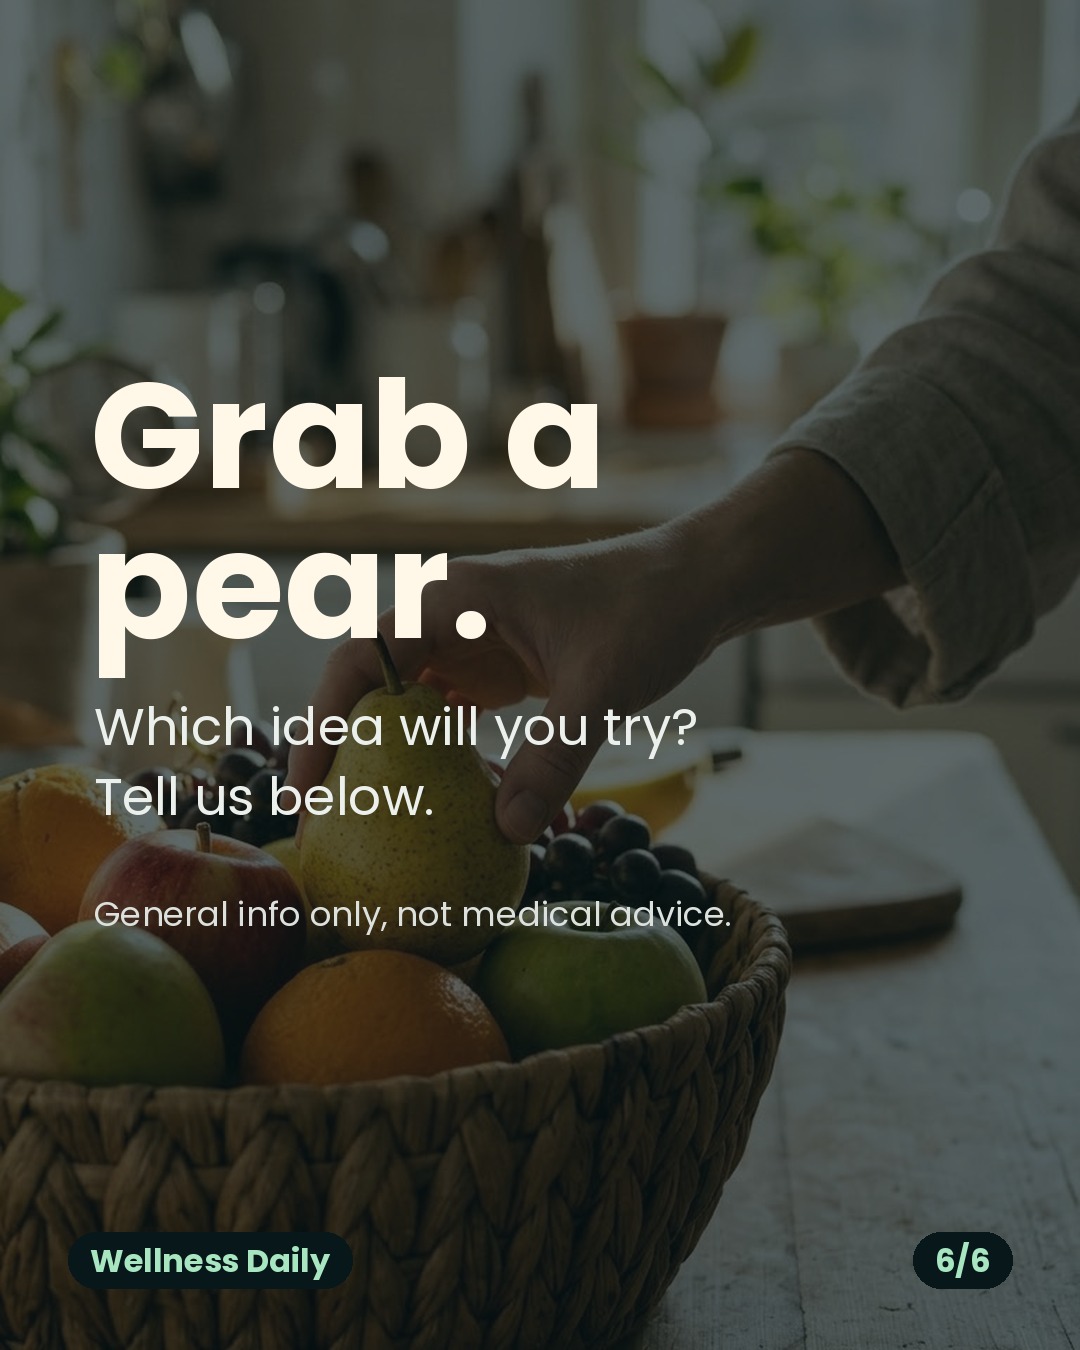 Grab a
pear.
Which idea will you try?
Tell us below.
General info only, not medical advice.
Wellness Daily
6/6